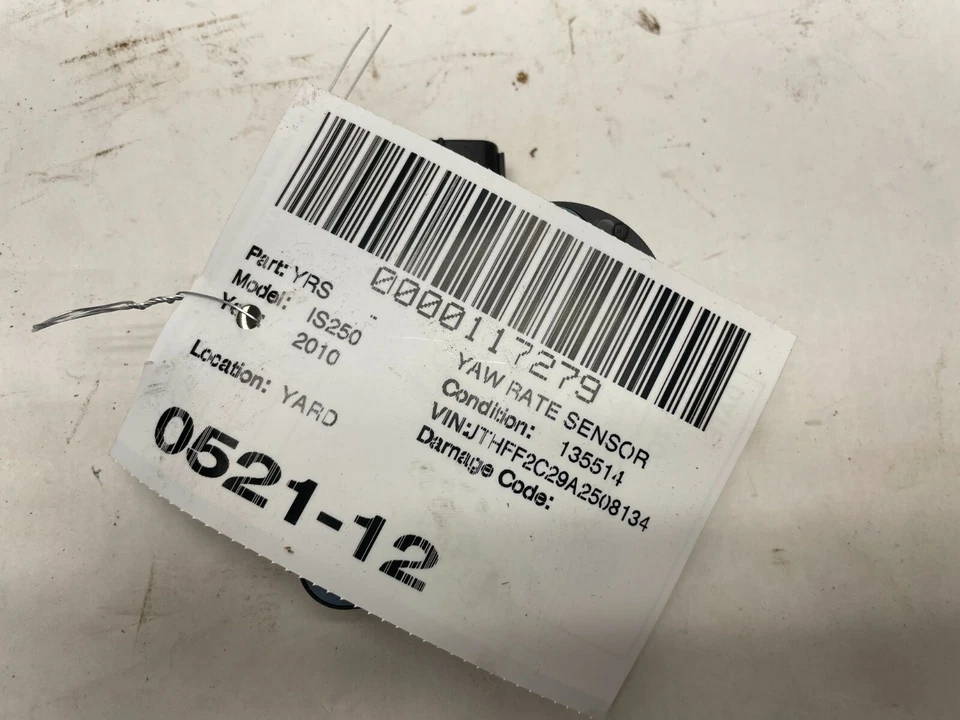 0000117279
Part: YRS
YAW RATE SENSOR
Model: IS250
Condition: 135514
Year: 2010
VIN:JTHFF2C29A2508134
Location: YARD
Damage Code:
0521-12